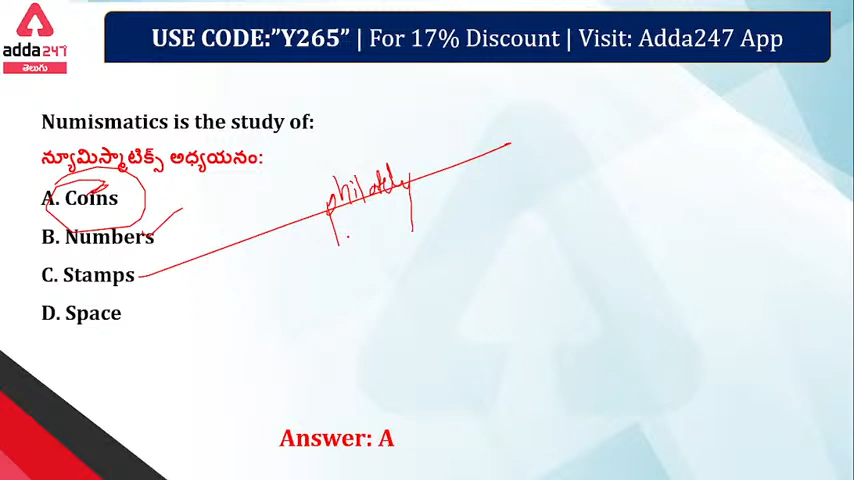 adda247
తెలుగు
USE CODE:”Y265” | For 17% Discount | Visit: Adda247 App
Numismatics is the study of:
న్యూమిస్మాటిక్స్ అధ్యయనం:
A. Coins
B. Numbers
C. Stamps
philately
D. Space
Answer: A